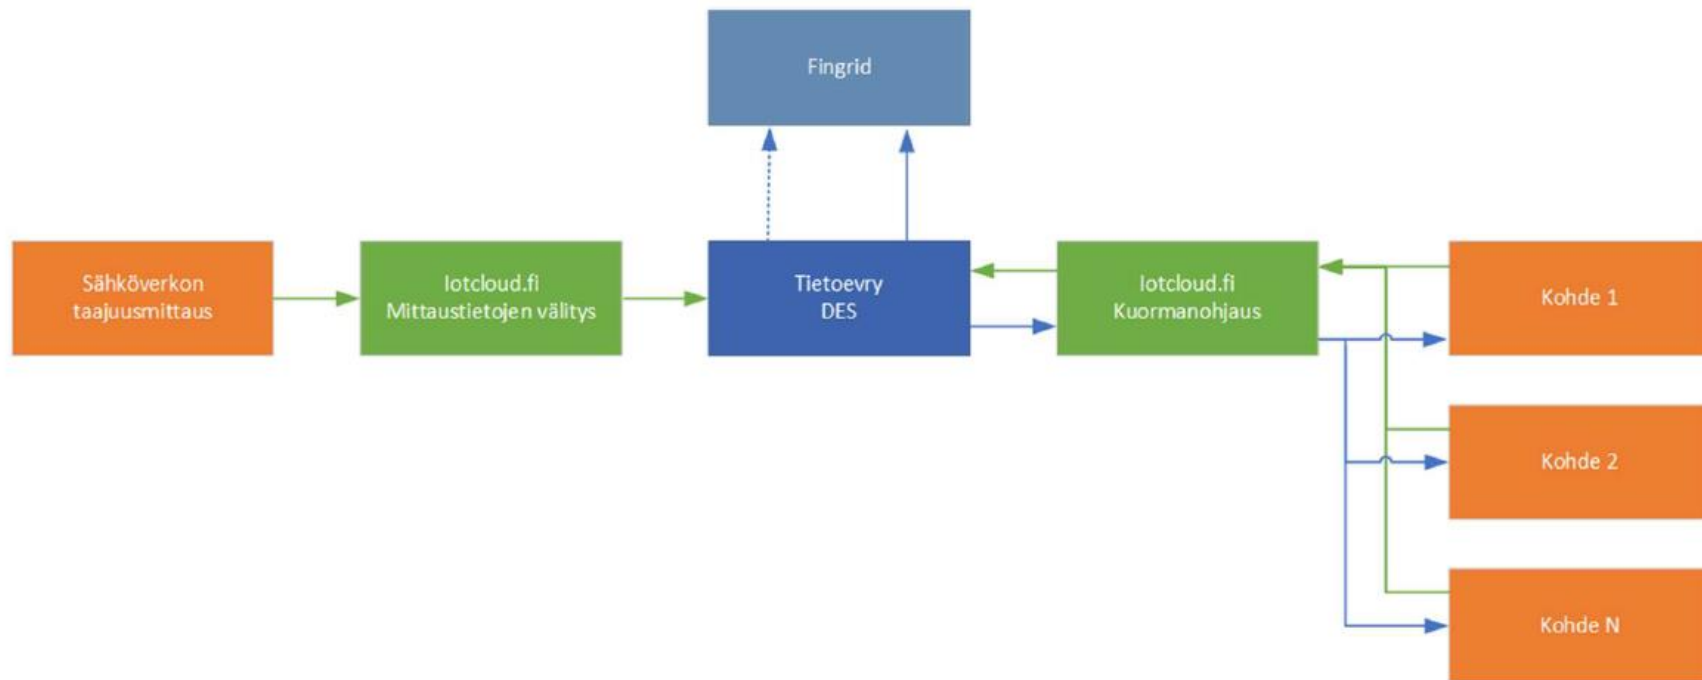 Fingrid
Sähköverkon
taajuusmittaus
Iotcloud.fi
Mittaustietojen välitys
Tietoevry
DES
Iotcloud.fi
Kuormanohjaus
Kohde 1
Kohde 2
Kohde N